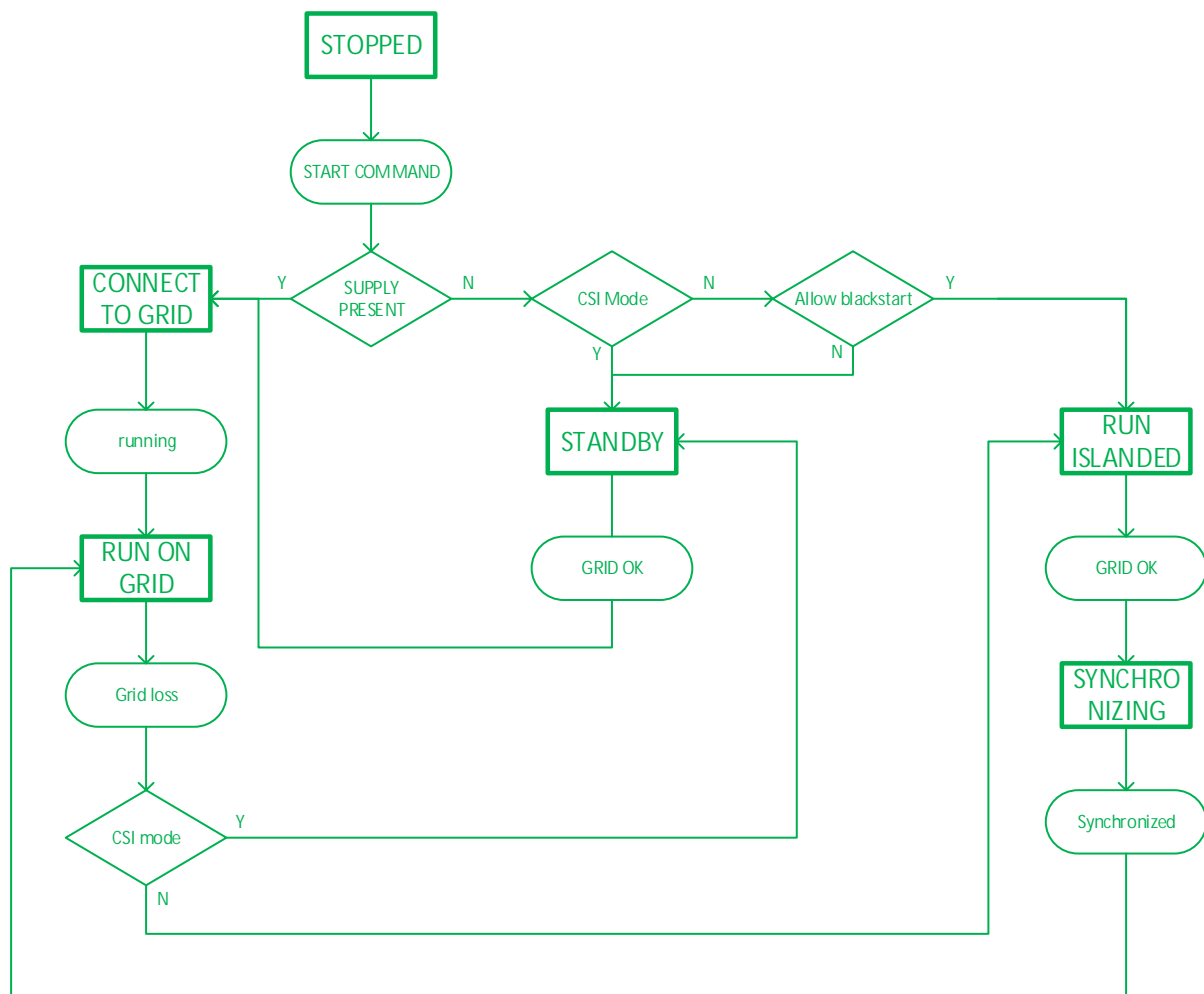 STOPPED
START COMMAND
CONNECT
TO GRID
Y
SUPPLY
PRESENT
N
CSI Mode
N
Allow blackstart
Y
Y
N
running
STANDBY
RUN
ISLANDED
RUN ON
GRID
GRID OK
GRID OK
Grid loss
SYNCHRO
NIZING
CSI mode
Y
Synchronized
N